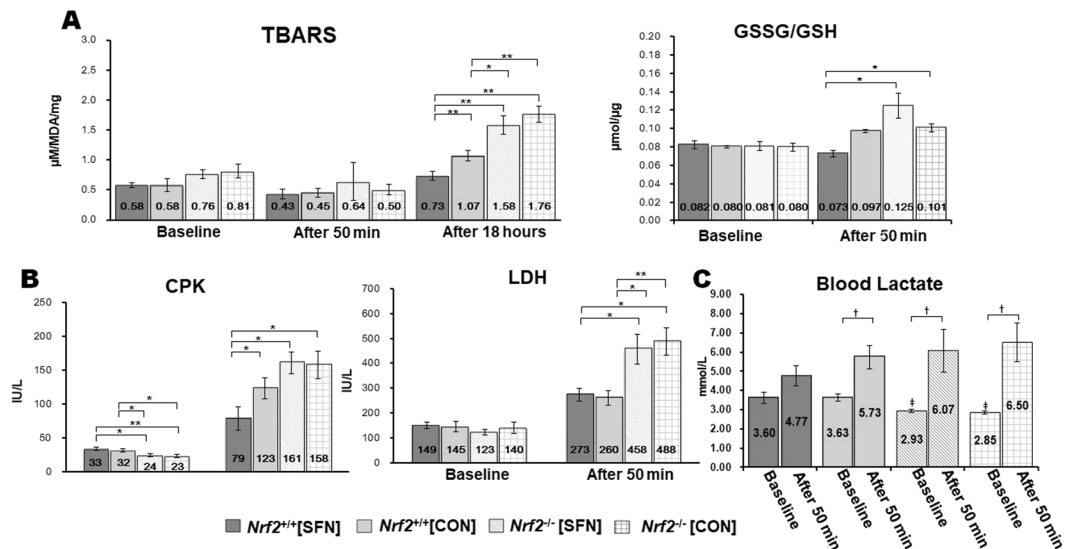 A
TBARS
µM/MDA/mg
3.0
2.5
2.0
1.5
1.0
0.5
0.0
** * ** ** **
0.58 0.58 0.76 0.81 0.43 0.45 0.64 0.50 0.73 1.07 1.58 1.76
Baseline After 50 min After 18 hours
GSSG/GSH
µmol/µg
0.20
0.18
0.16
0.14
0.12
0.10
0.08
0.06
0.04
0.02
0.00
* *
0.082 0.080 0.081 0.080 0.073 0.097 0.125 0.101
Baseline After 50 min
B
CPK
IU/L
250
200
150
100
50
0
* * ** *
* * *
33 32 24 23 79 123 161 158
LDH
IU/L
700
600
500
400
300
200
100
0
** * * *
149 145 123 140 273 260 458 488
Baseline After 50 min
C
Blood Lactate
mmol/L
9.00
8.00
7.00
6.00
5.00
4.00
3.00
2.00
1.00
0.00
† † †
‡ ‡
3.60 4.77 3.63 5.73 2.93 6.07 2.85 6.50
Baseline After 50 min Baseline After 50 min Baseline After 50 min Baseline After 50 min
Nrf2+/+[SFN] Nrf2+/+[CON] Nrf2-/- [SFN] Nrf2-/- [CON]